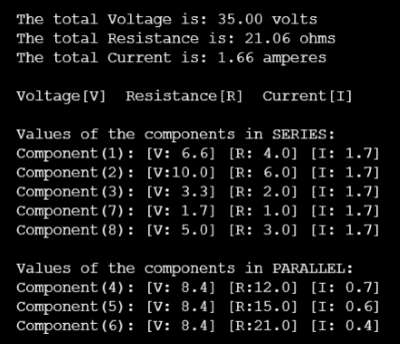 The total Voltage is: 35.00 volts
The total Resistance is: 21.06 ohms
The total Current is: 1.66 amperes
Voltage[V]  Resistance[R]  Current[I]
Values of the components in SERIES:
Component(1): [V: 6.6] [R: 4.0] [I: 1.7]
Component(2): [V:10.0] [R: 6.0] [I: 1.7]
Component(3): [V: 3.3] [R: 2.0] [I: 1.7]
Component(7): [V: 1.7] [R: 1.0] [I: 1.7]
Component(8): [V: 5.0] [R: 3.0] [I: 1.7]
Values of the components in PARALLEL:
Component(4): [V: 8.4] [R:12.0] [I: 0.7]
Component(5): [V: 8.4] [R:15.0] [I: 0.6]
Component(6): [V: 8.4] [R:21.0] [I: 0.4]